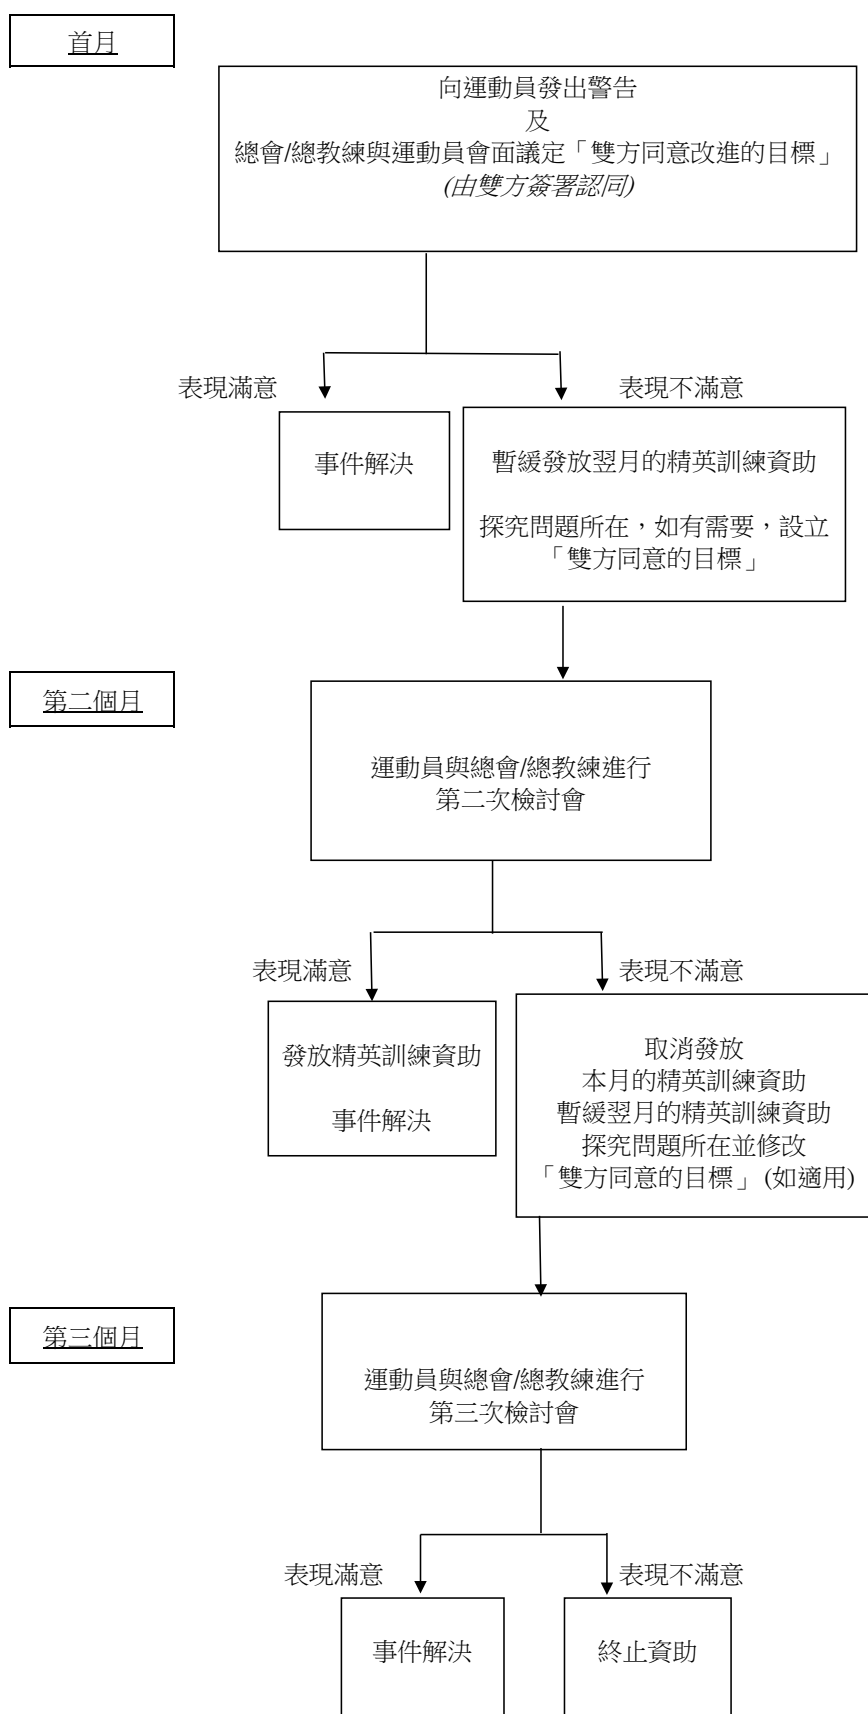 首月
向運動員發出警告
及
總會/總教練與運動員會面議定「雙方同意改進的目標」
(由雙方簽署認同)
表現滿意
表現不滿意
事件解決
暫緩發放翌月的精英訓練資助
探究問題所在，如有需要，設立
「雙方同意的目標」
第二個月
運動員與總會/總教練進行
第二次檢討會
表現滿意
表現不滿意
發放精英訓練資助
事件解決
取消發放
本月的精英訓練資助
暫緩翌月的精英訓練資助
探究問題所在並修改
「雙方同意的目標」(如適用)
第三個月
運動員與總會/總教練進行
第三次檢討會
表現滿意
表現不滿意
事件解決
終止資助